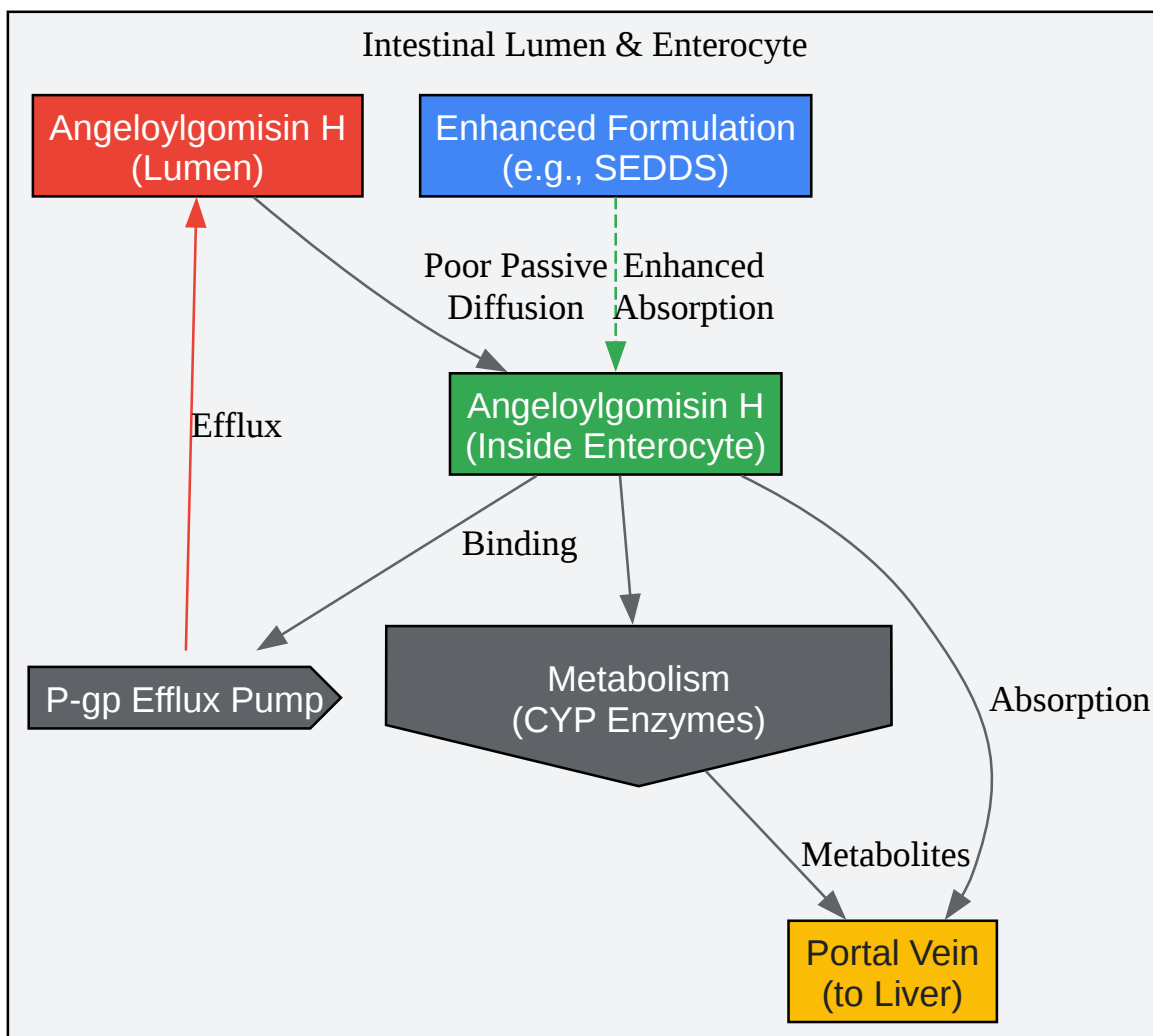 Intestinal Lumen & Enterocyte
Angeloylgomisin H
(Lumen)
Enhanced Formulation
(e.g., SEDDS)
Poor Passive
Diffusion
Enhanced
Absorption
Angeloylgomisin H
(Inside Enterocyte)
Efflux
Binding
P-gp Efflux Pump
Metabolism
(CYP Enzymes)
Absorption
Metabolites
Portal Vein
(to Liver)